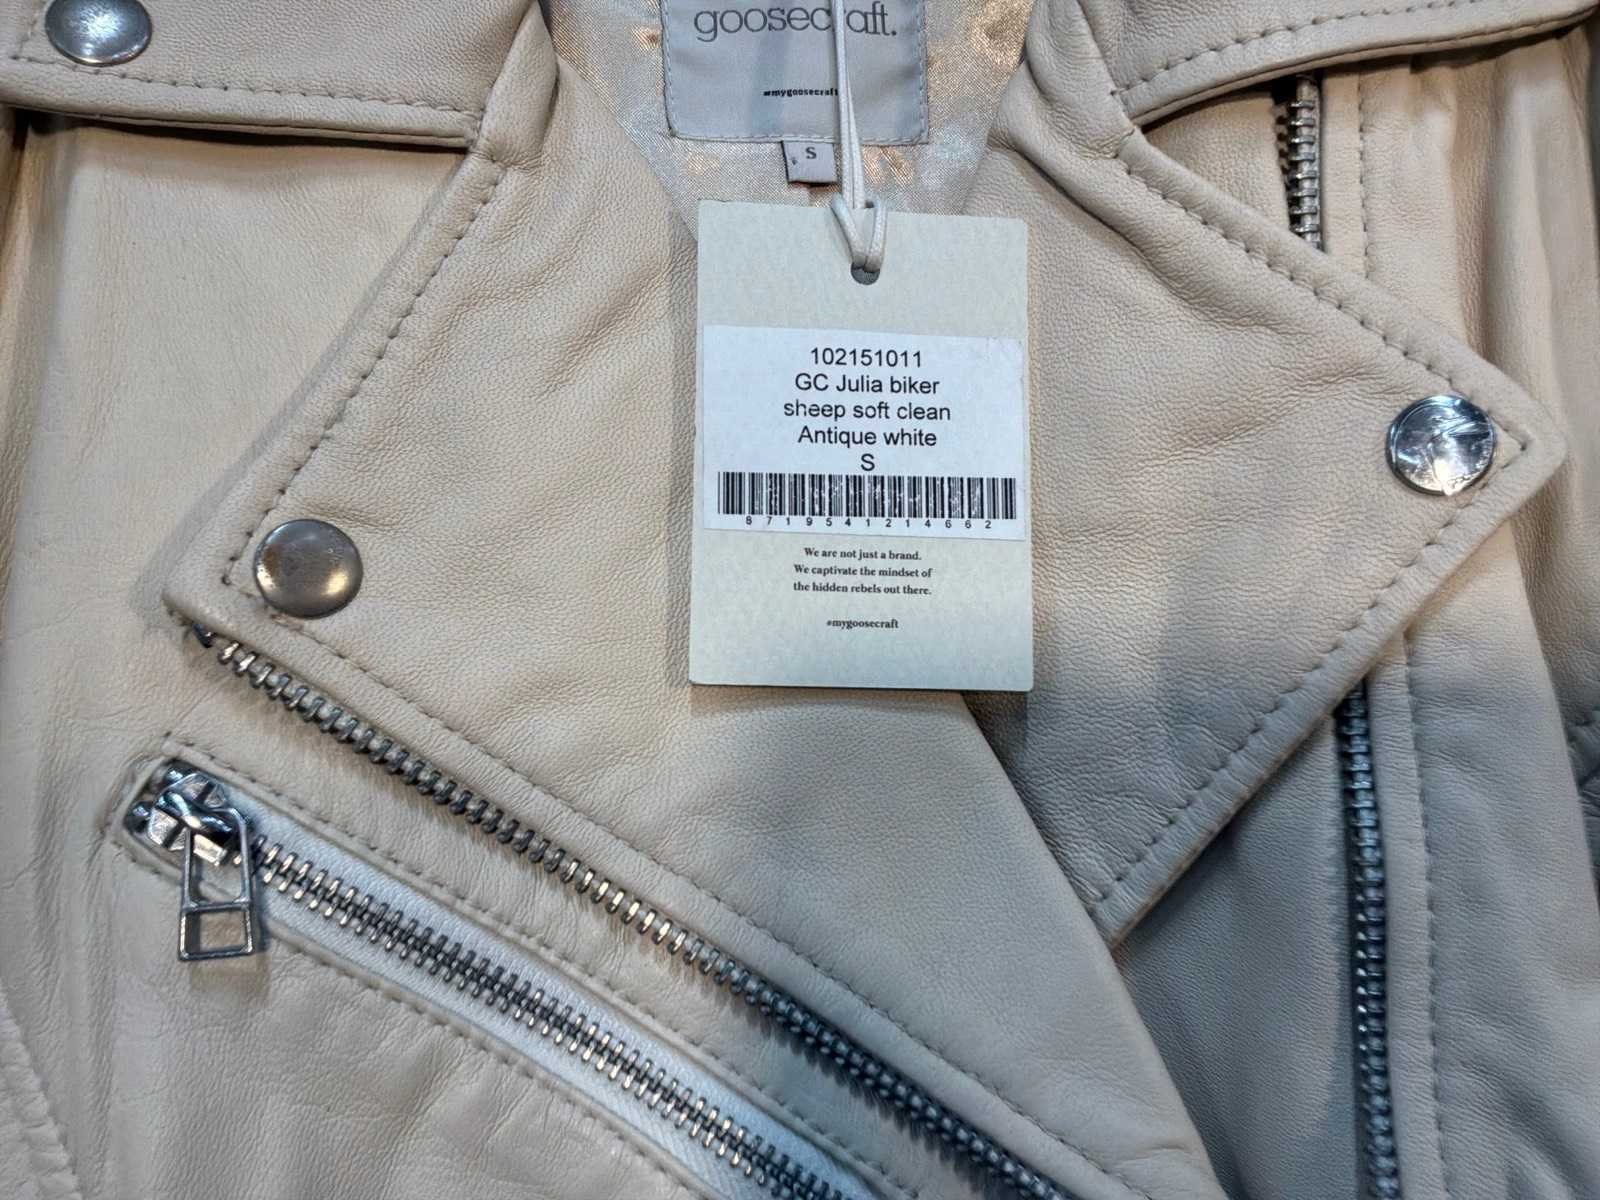 goosecraft.
#mygoosecraft
S
102151011
GC Julia biker
sheep soft clean
Antique white
S
8719541214662
We are not just a brand.
We captivate the mindset of
the hidden rebels out there.
#mygoosecraft